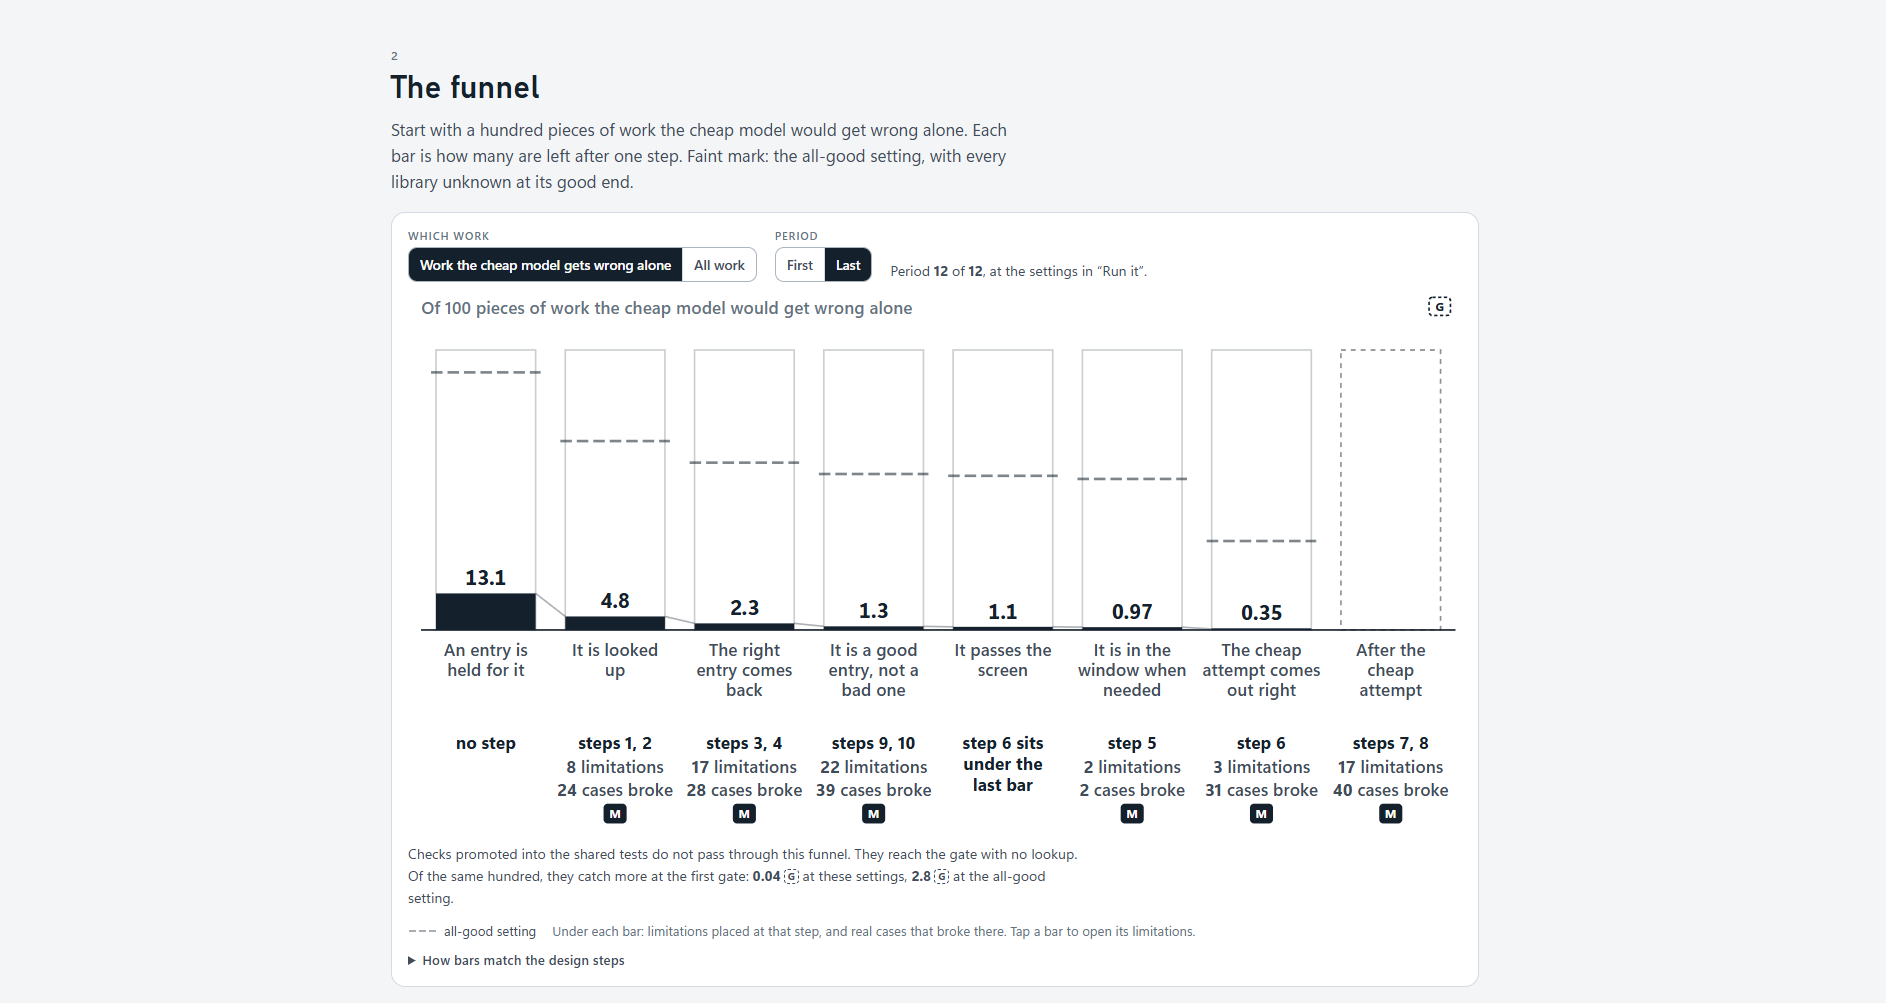 2
The funnel
Start with a hundred pieces of work the cheap model would get wrong alone. Each
bar is how many are left after one step. Faint mark: the all-good setting, with every
library unknown at its good end.
WHICH WORK
PERIOD
Work the cheap model gets wrong alone
All work
First
Last
Period 12 of 12, at the settings in “Run it”.
Of 100 pieces of work the cheap model would get wrong alone
G
13.1
4.8
2.3
1.3
1.1
0.97
0.35
An entry is
held for it
It is looked
up
The right
entry comes
back
It is a good
entry, not a
bad one
It passes the
screen
It is in the
window when
needed
The cheap
attempt comes
out right
After the
cheap
attempt
no step
steps 1, 2
8 limitations
24 cases broke
M
steps 3, 4
17 limitations
28 cases broke
M
steps 9, 10
22 limitations
39 cases broke
M
step 6 sits
under the
last bar
step 5
2 limitations
2 cases broke
M
step 6
3 limitations
31 cases broke
M
steps 7, 8
17 limitations
40 cases broke
M
Checks promoted into the shared tests do not pass through this funnel. They reach the gate with no lookup.
Of the same hundred, they catch more at the first gate: 0.04 G at these settings, 2.8 G at the all-good
setting.
all-good setting
Under each bar: limitations placed at that step, and real cases that broke there. Tap a bar to open its limitations.
How bars match the design steps